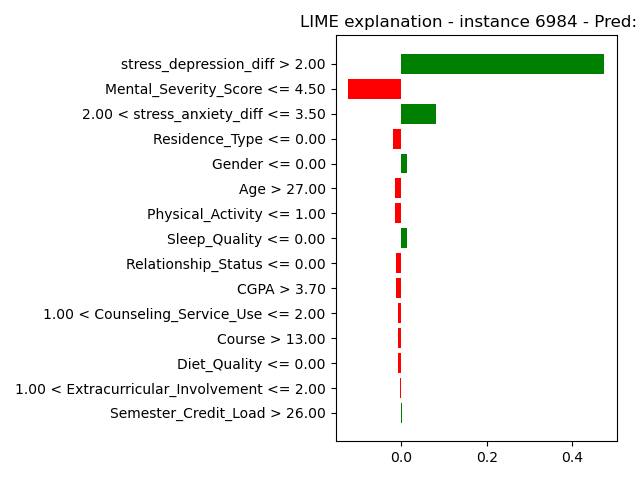 LIME explanation - instance 6984 - Pred:
stress_depression_diff > 2.00
Mental_Severity_Score <= 4.50
2.00 < stress_anxiety_diff <= 3.50
Residence_Type <= 0.00
Gender <= 0.00
Age > 27.00
Physical_Activity <= 1.00
Sleep_Quality <= 0.00
Relationship_Status <= 0.00
CGPA > 3.70
1.00 < Counseling_Service_Use <= 2.00
Course > 13.00
Diet_Quality <= 0.00
1.00 < Extracurricular_Involvement <= 2.00
Semester_Credit_Load > 26.00
0.0 0.2 0.4